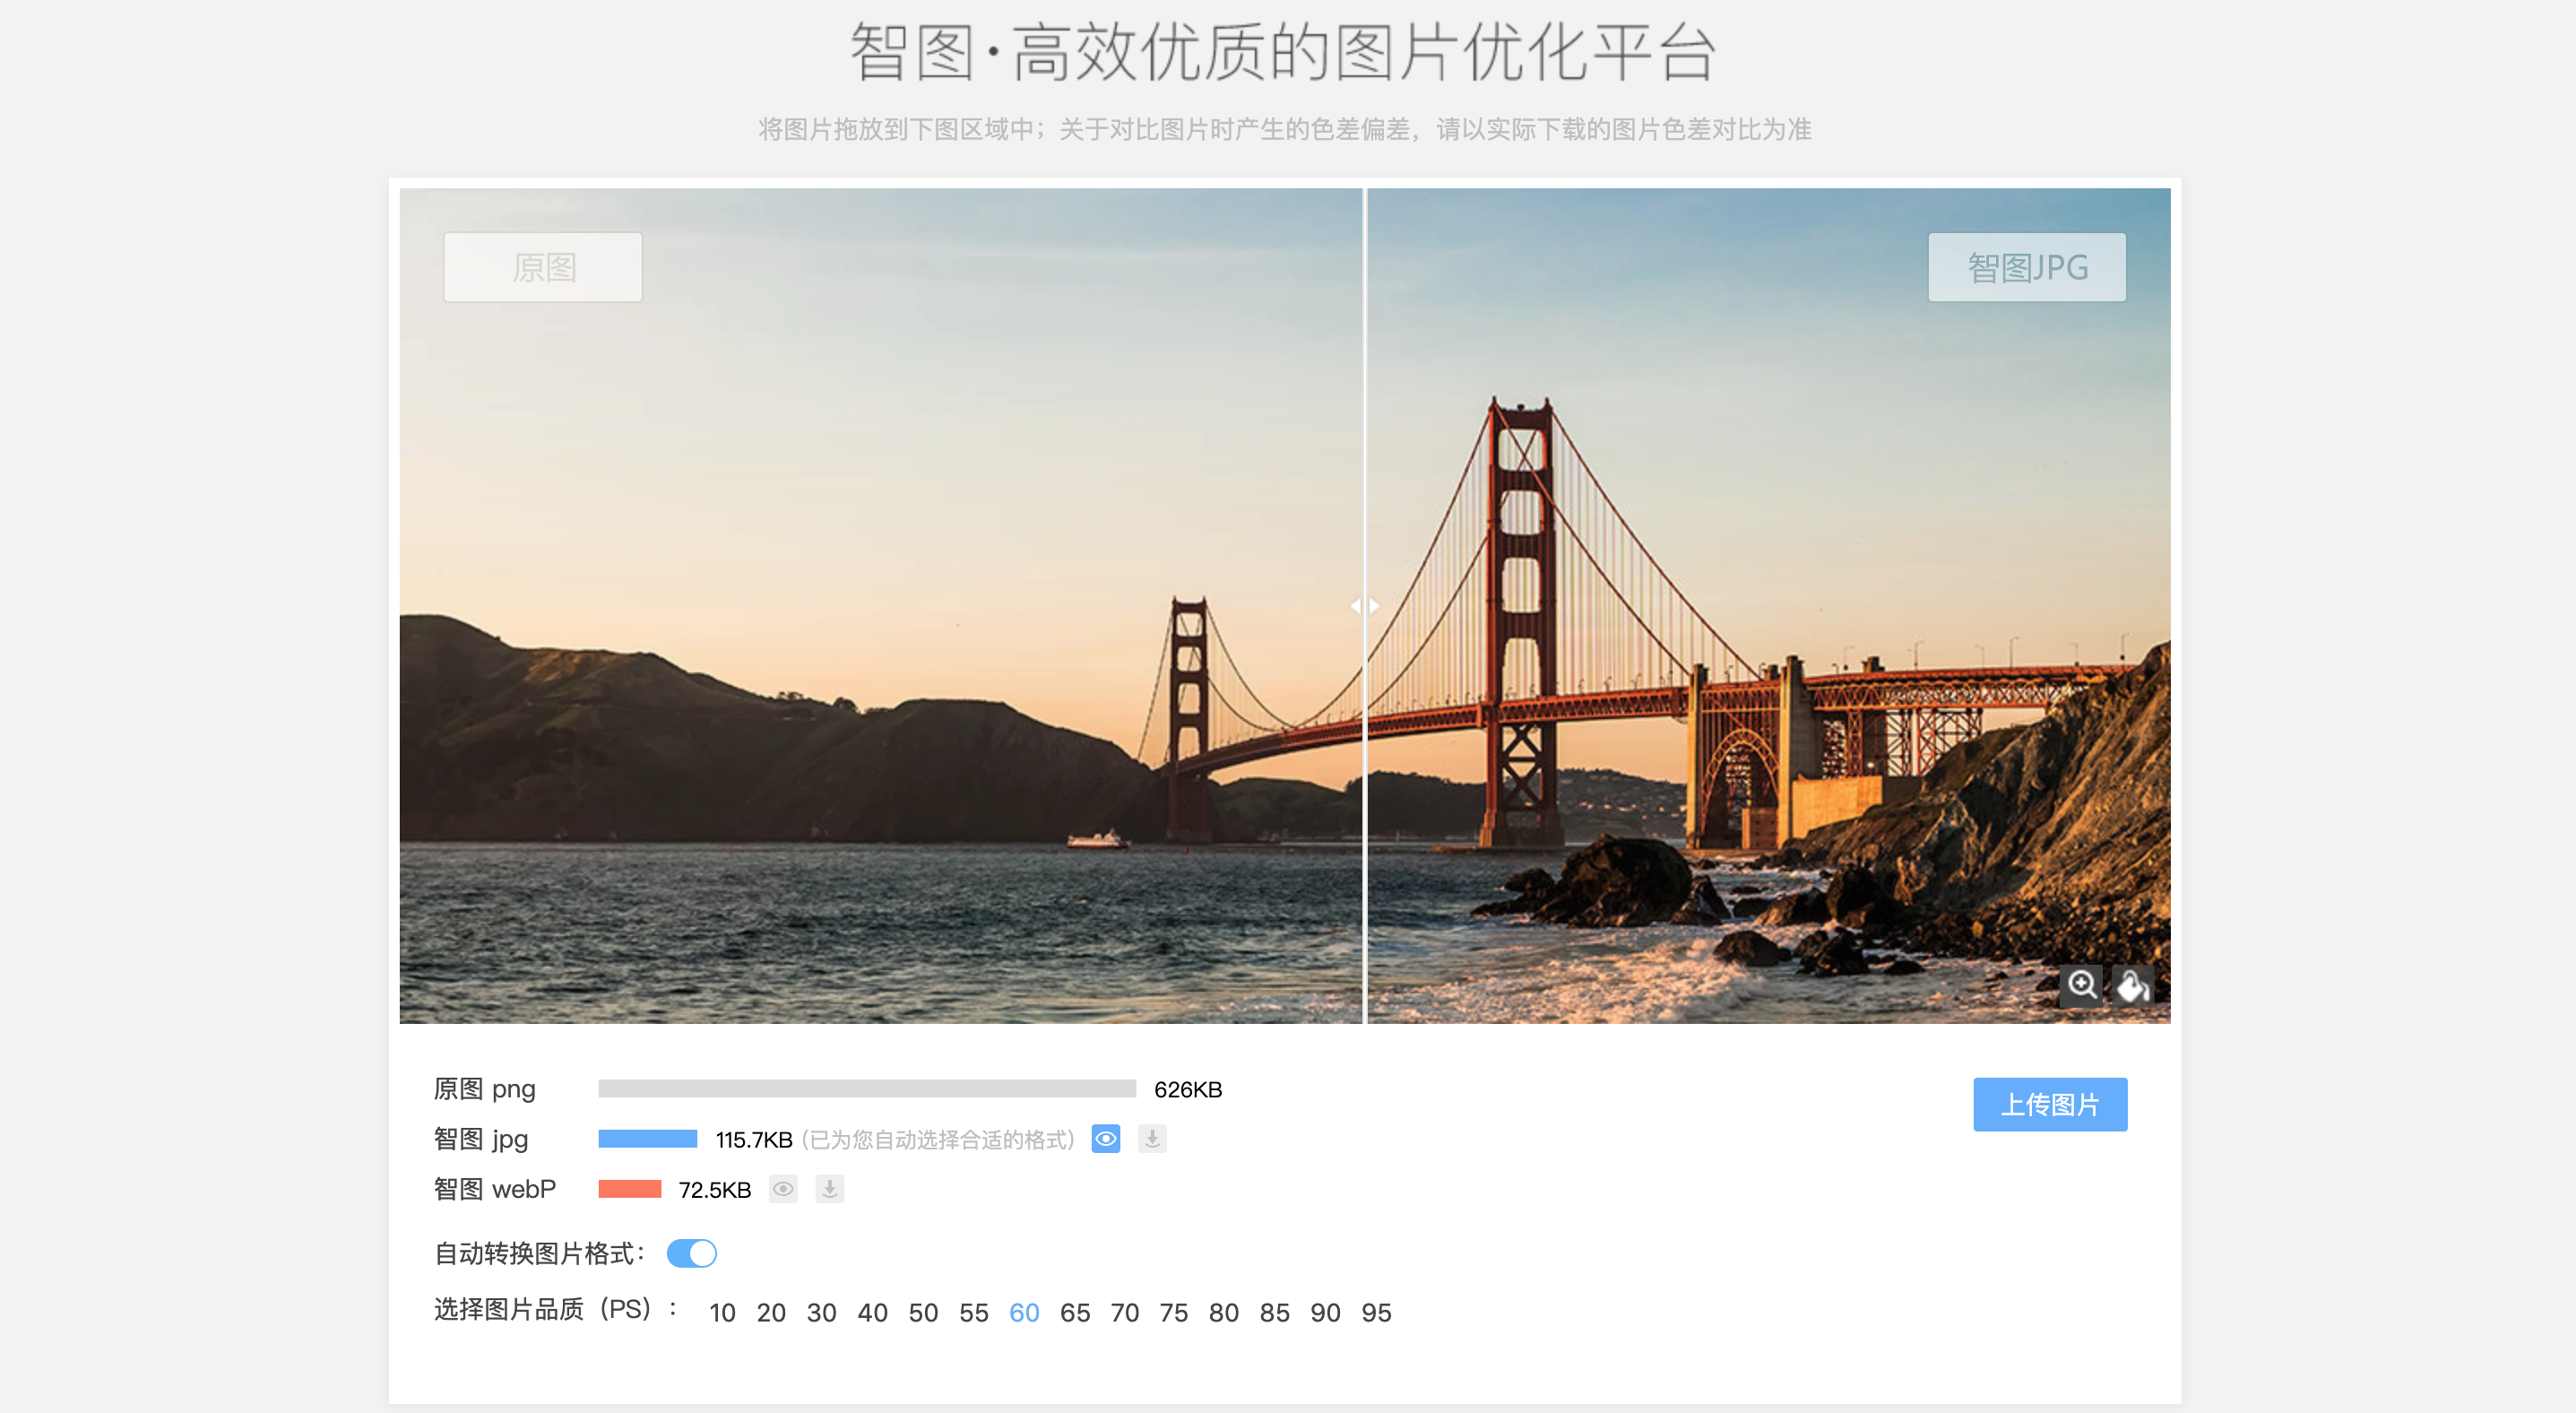 智图·高效优质的图片优化平台
将图片拖放到下图区域中；关于对比图片时产生的色差偏差，请以实际下载的图片色差对比为准
原图
智图JPG
原图 png 626KB
上传图片
智图 jpg 115.7KB (已为您自动选择合适的格式)
智图 webP 72.5KB
自动转换图片格式：
选择图片品质（PS）： 10 20 30 40 50 55 60 65 70 75 80 85 90 95